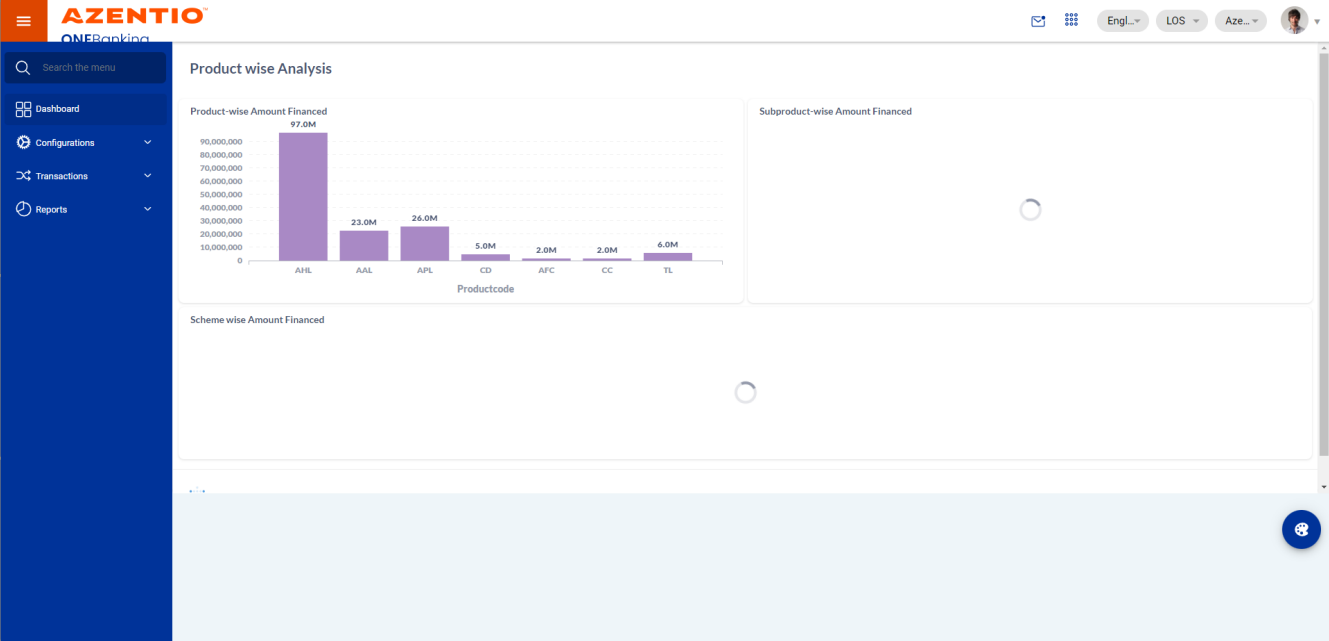 AZENTIO™
ONEBanking
Engl...
LOS
Aze...
Search the menu
Dashboard
Configurations
Transactions
Reports
Product wise Analysis
Product-wise Amount Financed
97.0M
90,000,000
80,000,000
70,000,000
60,000,000
50,000,000
40,000,000
30,000,000
20,000,000
10,000,000
0
23.0M
26.0M
5.0M
2.0M
2.0M
6.0M
AHL AAL APL CD AFC CC TL
Productcode
Subproduct-wise Amount Financed
Scheme wise Amount Financed